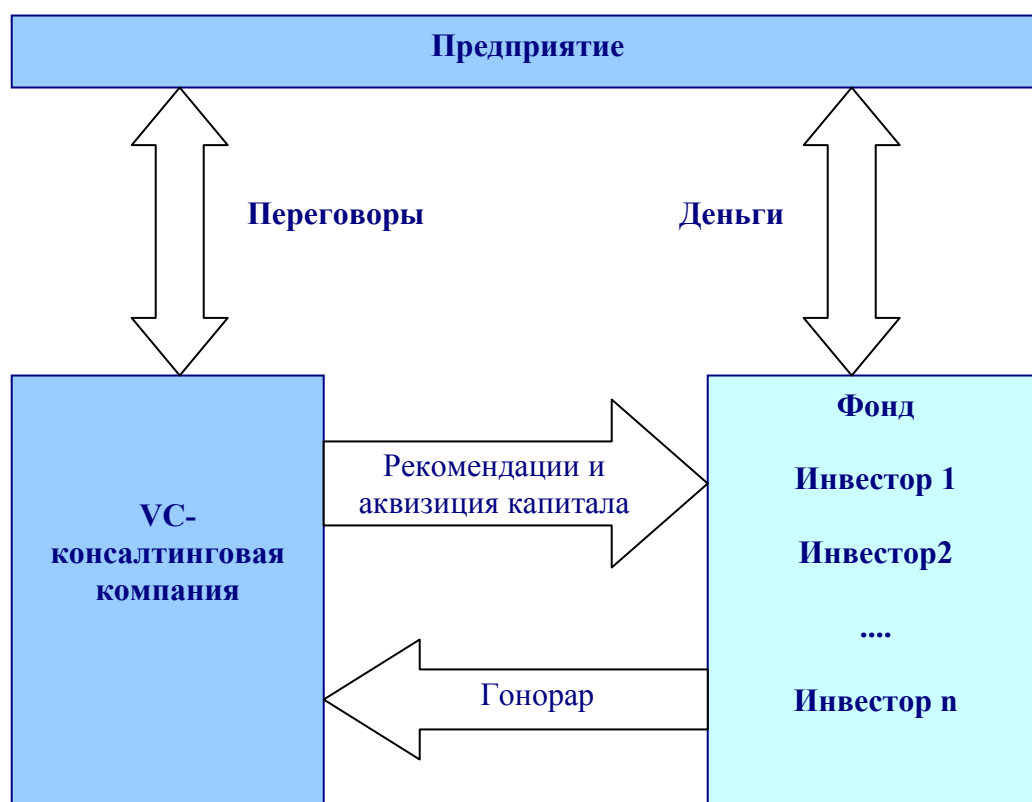 Предприятие
Переговоры
Деньги
VC-
консалтинговая
компания
Рекомендации и
аквизиция капитала
Гонорар
Фонд
Инвестор 1
Инвестор2
....
Инвестор n